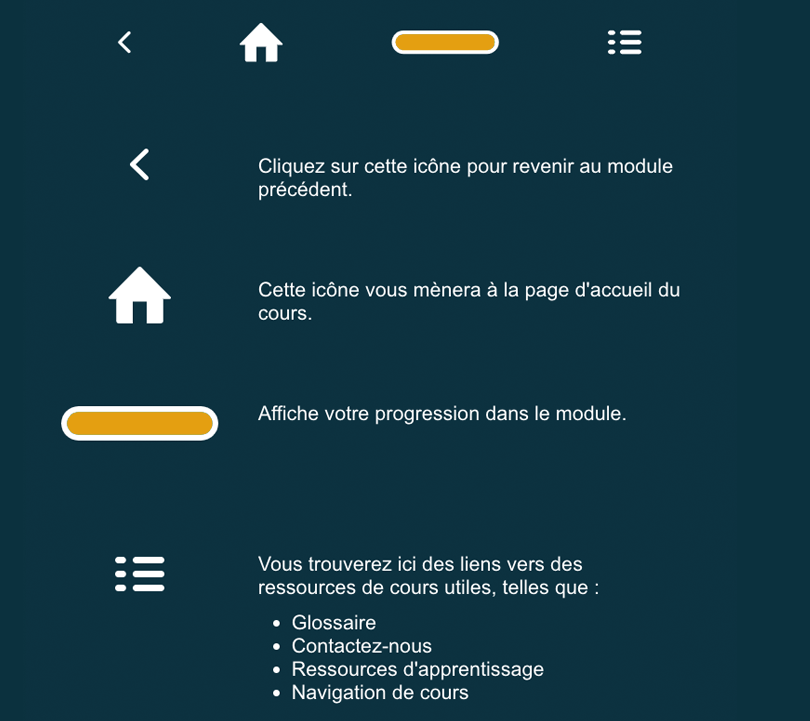 Cliquez sur cette icône pour revenir au module
précédent.
Cette icône vous mènera à la page d'accueil du
cours.
Affiche votre progression dans le module.
Vous trouverez ici des liens vers des
ressources de cours utiles, telles que :
• Glossaire
• Contactez-nous
• Ressources d'apprentissage
• Navigation de cours